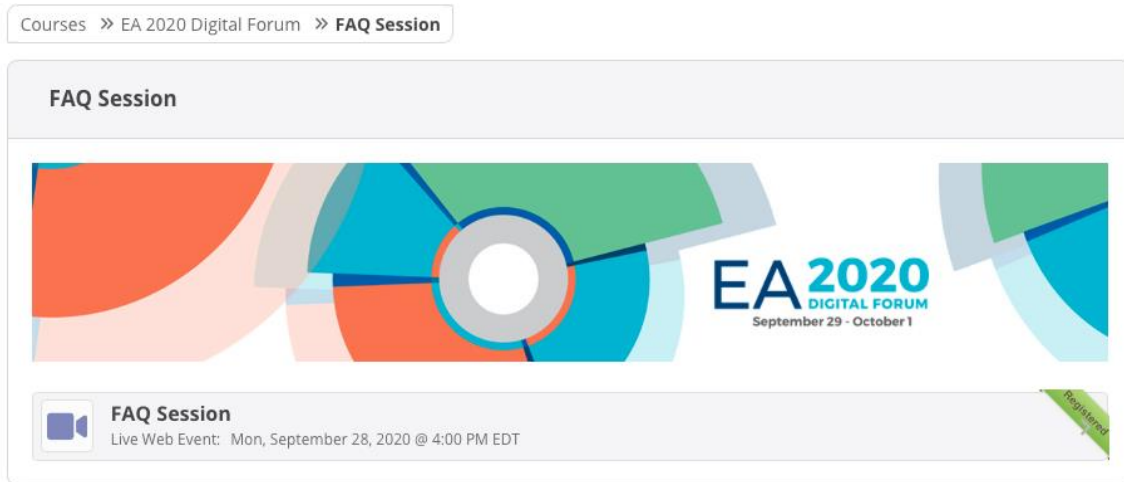 Courses » EA 2020 Digital Forum » FAQ Session
FAQ Session
EA 2020
DIGITAL FORUM
September 29 - October 1
FAQ Session
Live Web Event: Mon, September 28, 2020 @ 4:00 PM EDT
Registered